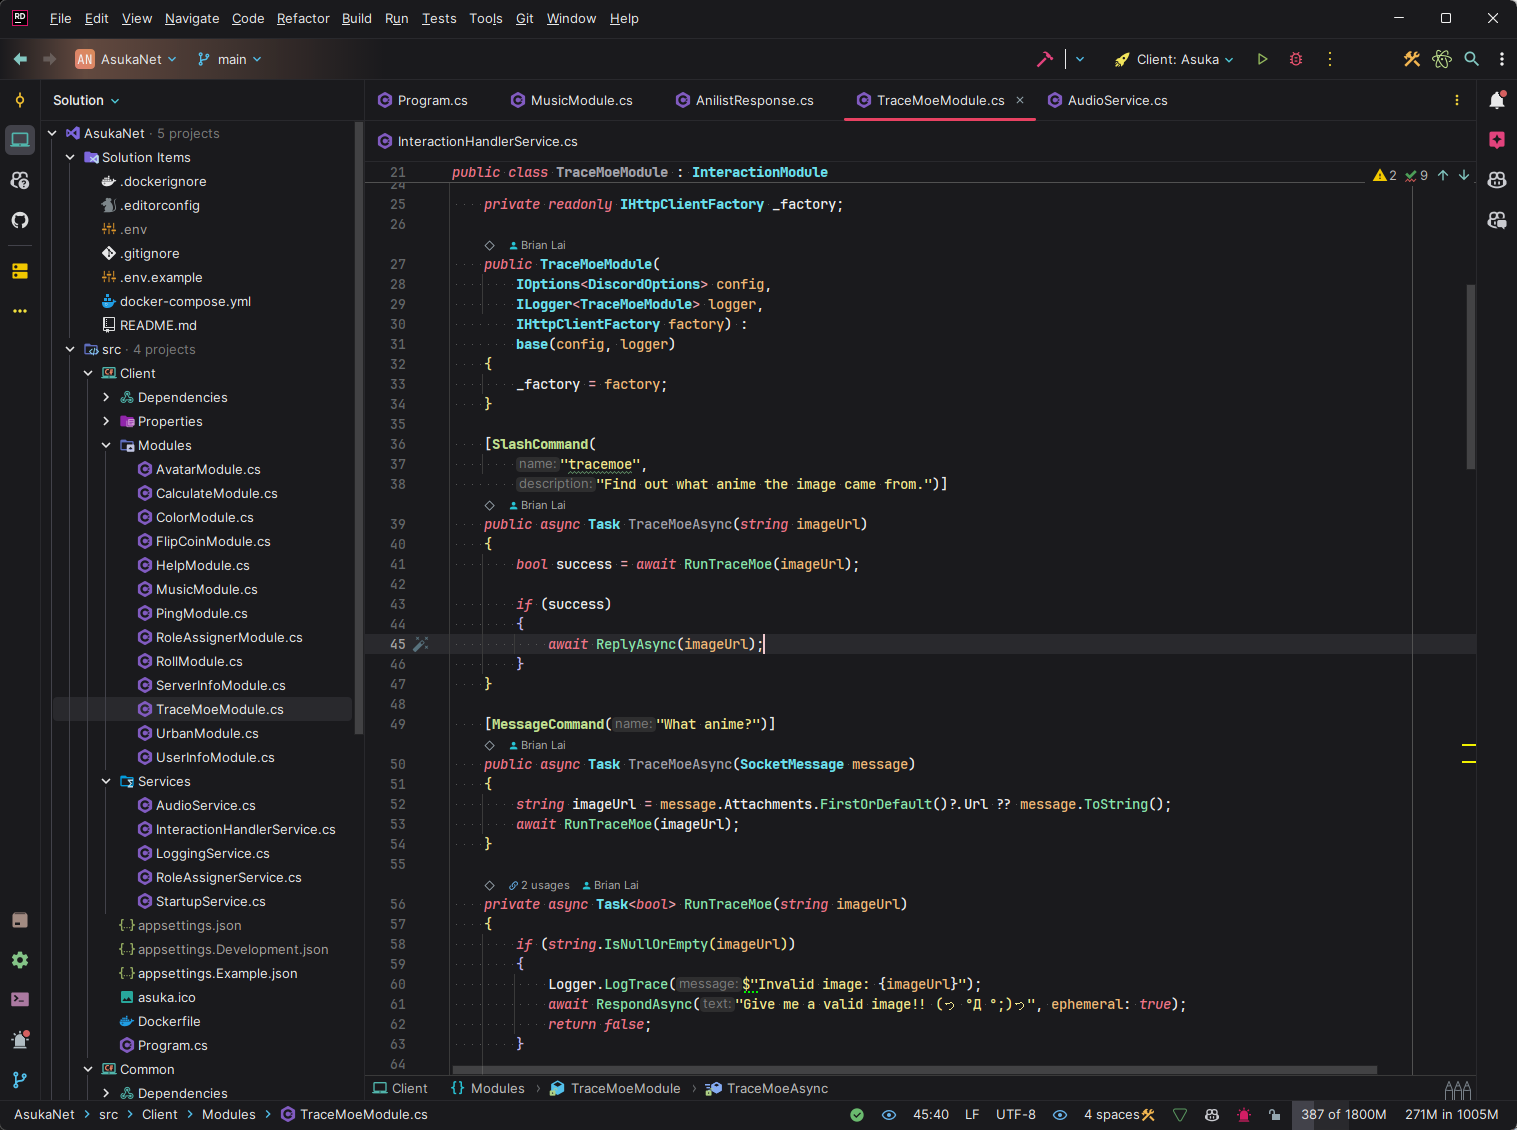 RD
File Edit View Navigate Code Refactor Build Run Tests Tools Git Window Help
AN AsukaNet main Client: Asuka
Solution
Program.cs MusicModule.cs AnilistResponse.cs TraceMoeModule.cs AudioService.cs
InteractionHandlerService.cs
AsukaNet · 5 projects
Solution Items
.dockerignore
.editorconfig
.env
.gitignore
.env.example
docker-compose.yml
README.md
src · 4 projects
Client
Dependencies
Properties
Modules
AvatarModule.cs
CalculateModule.cs
ColorModule.cs
FlipCoinModule.cs
HelpModule.cs
MusicModule.cs
PingModule.cs
RoleAssignerModule.cs
RollModule.cs
ServerInfoModule.cs
TraceMoeModule.cs
UrbanModule.cs
UserInfoModule.cs
Services
AudioService.cs
InteractionHandlerService.cs
LoggingService.cs
RoleAssignerService.cs
StartupService.cs
appsettings.json
appsettings.Development.json
appsettings.Example.json
asuka.ico
Dockerfile
Program.cs
Common
Dependencies
21 public class TraceMoeModule : InteractionModule
2 9
24
25 private readonly IHttpClientFactory _factory;
26
Brian Lai
27 public TraceMoeModule(
28 IOptions<DiscordOptions> config,
29 ILogger<TraceMoeModule> logger,
30 IHttpClientFactory factory) :
31 base(config, logger)
32 {
33 _factory = factory;
34 }
35
36 [SlashCommand(
37 name: "tracemoe",
38 description: "Find out what anime the image came from.")]
Brian Lai
39 public async Task TraceMoeAsync(string imageUrl)
40 {
41 bool success = await RunTraceMoe(imageUrl);
42
43 if (success)
44 {
45 await ReplyAsync(imageUrl);
46 }
47 }
48
49 [MessageCommand( name: "What anime?")]
Brian Lai
50 public async Task TraceMoeAsync(SocketMessage message)
51 {
52 string imageUrl = message.Attachments.FirstOrDefault()?.Url ?? message.ToString();
53 await RunTraceMoe(imageUrl);
54 }
55
2 usages Brian Lai
56 private async Task<bool> RunTraceMoe(string imageUrl)
57 {
58 if (string.IsNullOrEmpty(imageUrl))
59 {
60 Logger.LogTrace( message: $"Invalid image: {imageUrl}");
61 await RespondAsync( text: "Give me a valid image!! (っ °Д °;)っ", ephemeral: true);
62 return false;
63 }
64
Client Modules TraceMoeModule TraceMoeAsync
AsukaNet src Client Modules TraceMoeModule.cs 45:40 LF UTF-8 4 spaces 387 of 1800M 271M in 1005M